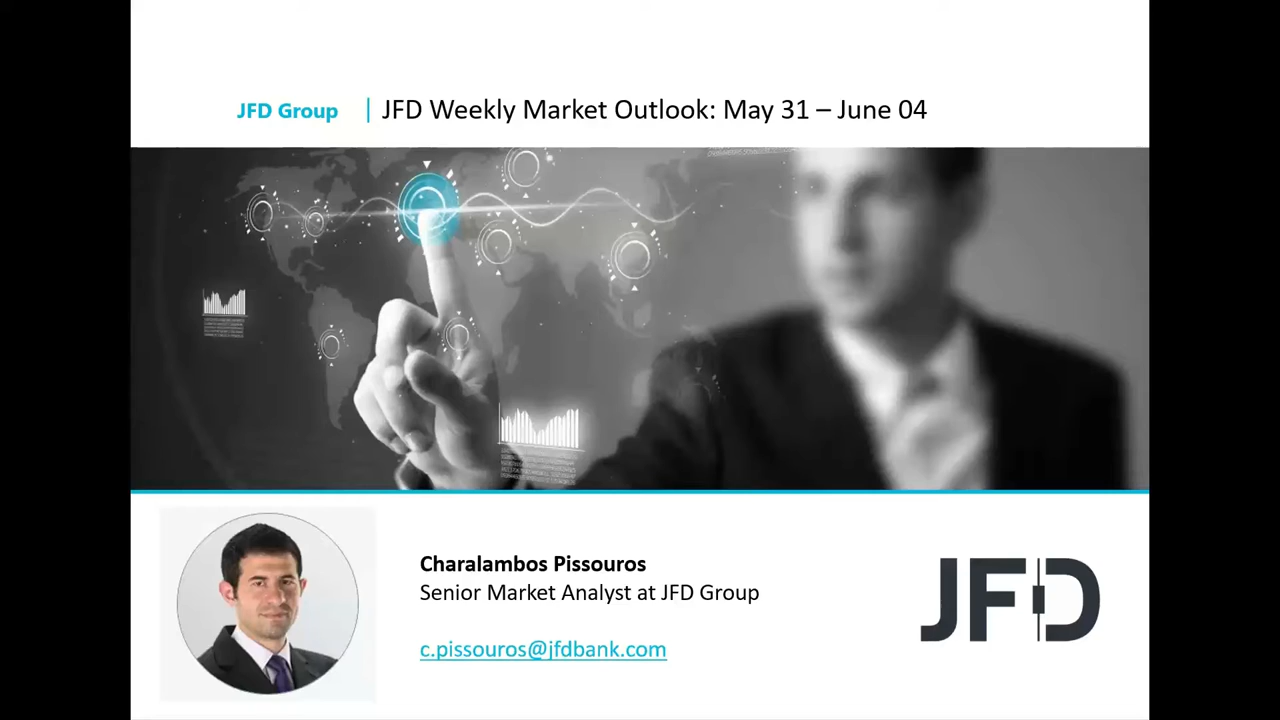 JFD Group | JFD Weekly Market Outlook: May 31 – June 04
Charalambos Pissouros
Senior Market Analyst at JFD Group
c.pissouros@jfdbank.com
JFD